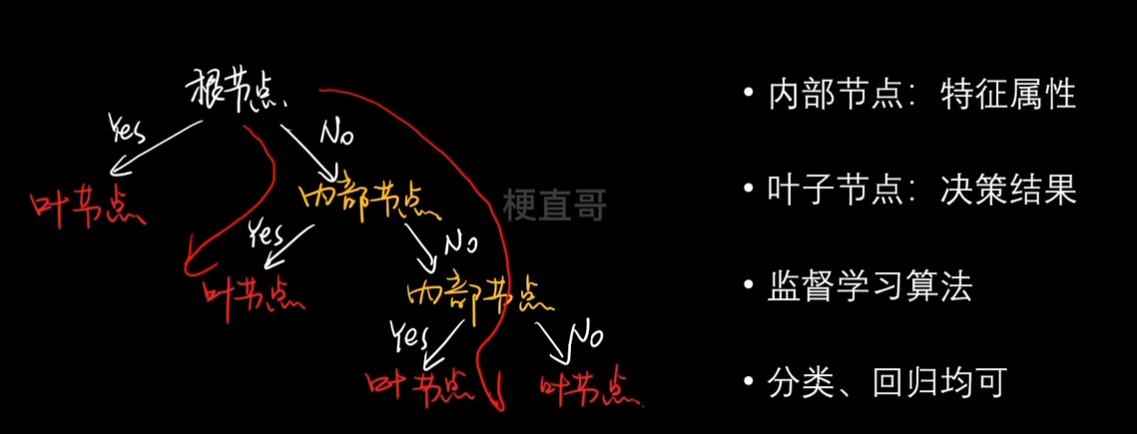 根节点
Yes
No
叶节点
内部节点
梗直哥
Yes
No
叶节点
内部节点
Yes
No
叶节点
叶节点
• 内部节点：特征属性
• 叶子节点：决策结果
• 监督学习算法
• 分类、回归均可